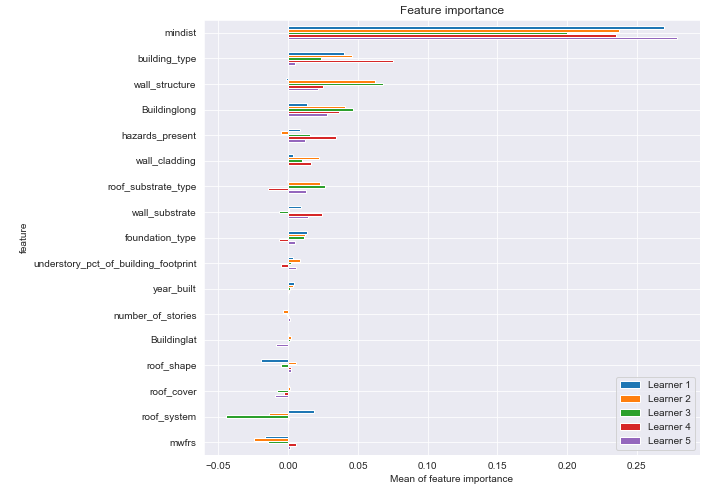 Feature importance
feature
mindist
building_type
wall_structure
Buildinglong
hazards_present
wall_cladding
roof_substrate_type
wall_substrate
foundation_type
understory_pct_of_building_footprint
year_built
number_of_stories
Buildinglat
roof_shape
roof_cover
roof_system
mwfrs
Learner 1
Learner 2
Learner 3
Learner 4
Learner 5
−0.05 0.00 0.05 0.10 0.15 0.20 0.25
Mean of feature importance